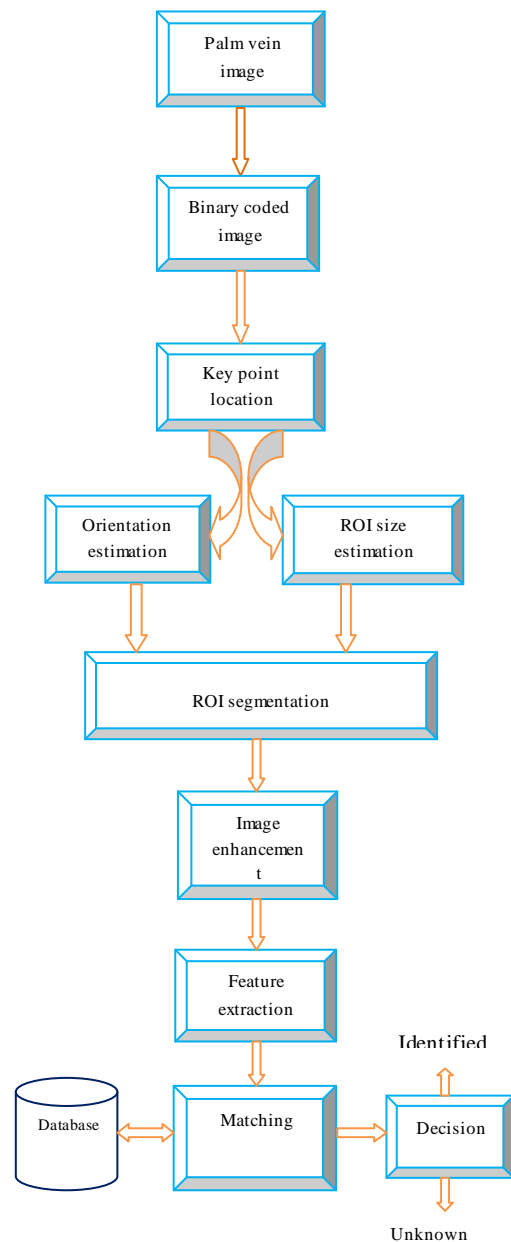 Palm vein
image
Binary coded
image
Key point
location
Orientation
estimation
ROI size
estimation
ROI segmentation
Image
enhancemen
t
Feature
extraction
Identified
Database
Matching
Decision
Unknown